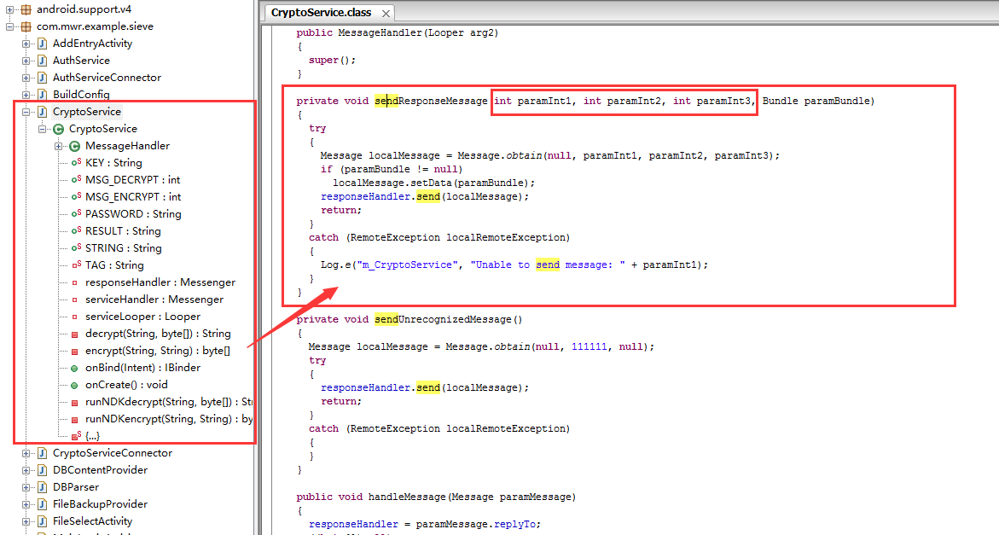 android.support.v4
com.mwr.example.sieve
AddEntryActivity
AuthService
AuthServiceConnector
BuildConfig
CryptoService
CryptoService
MessageHandler
KEY : String
MSG_DECRYPT : int
MSG_ENCRYPT : int
PASSWORD : String
RESULT : String
STRING : String
TAG : String
responseHandler : Messenger
serviceHandler : Messenger
serviceLooper : Looper
decrypt(String, byte[]) : String
encrypt(String, String) : byte[]
onBind(Intent) : IBinder
onCreate() : void
runNDKdecrypt(String, byte[]) : Str
runNDKencrypt(String, String) : by
{...}
CryptoServiceConnector
DBContentProvider
DBParser
FileBackupProvider
FileSelectActivity
CryptoService.class
public MessageHandler(Looper arg2)
{
super();
}
private void sendResponseMessage(int paramInt1, int paramInt2, int paramInt3, Bundle paramBundle)
{
try
{
Message localMessage = Message.obtain(null, paramInt1, paramInt2, paramInt3);
if (paramBundle != null)
localMessage.setData(paramBundle);
responseHandler.send(localMessage);
return;
}
catch (RemoteException localRemoteException)
{
Log.e("m_CryptoService", "Unable to send message: " + paramInt1);
}
}
private void sendUnrecognizedMessage()
{
Message localMessage = Message.obtain(null, 111111, null);
try
{
responseHandler.send(localMessage);
return;
}
catch (RemoteException localRemoteException)
{
}
}
public void handleMessage(Message paramMessage)
{
responseHandler = paramMessage.replyTo;